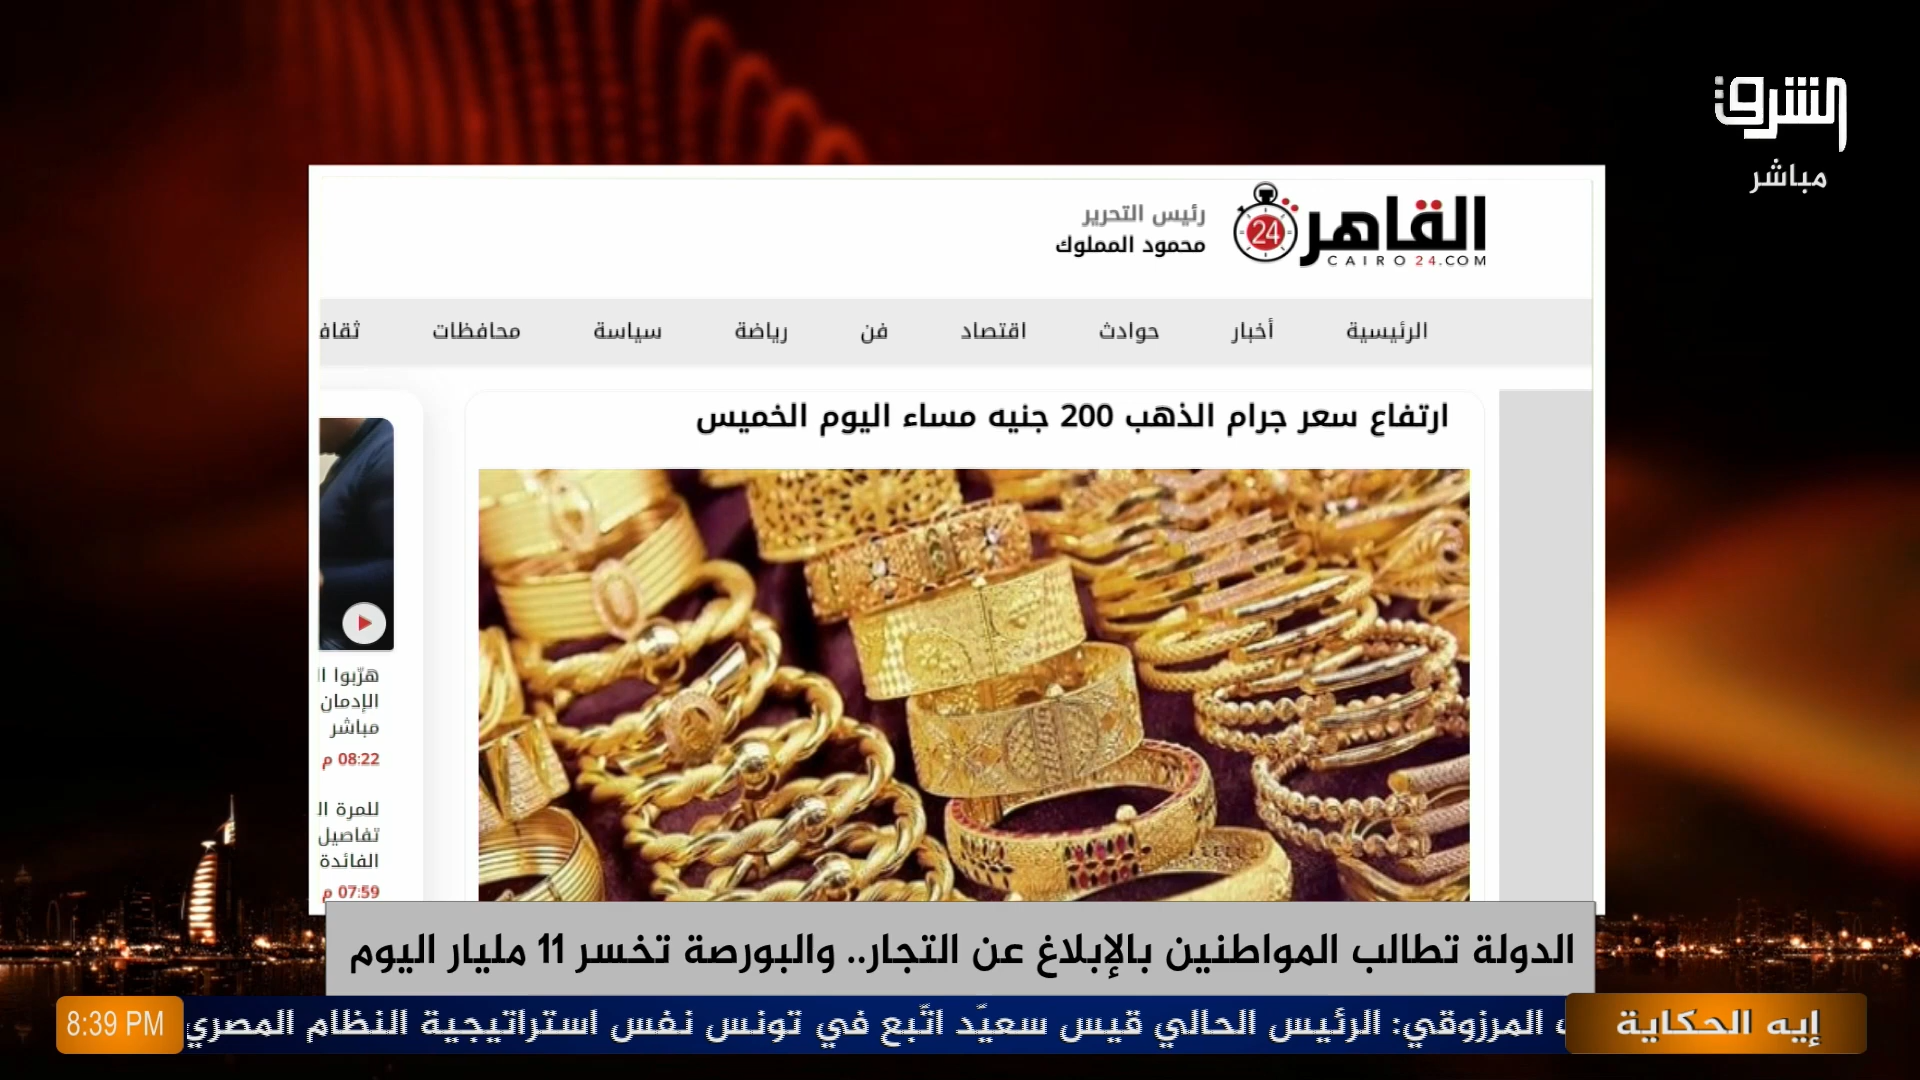 الشرق
مباشر
القاهرة 24
CAIRO24.COM
رئيس التحرير
محمود المملوك
الرئيسية أخبار حوادث اقتصاد فن رياضة سياسة محافظات
ارتفاع سعر جرام الذهب 200 جنيه مساء اليوم الخميس
هرّبوا
الإدمان
مباشر
08:22 م
للمرة
تفاصيل
الفائدة
07:59 م
الدولة تطالب المواطنين بالإبلاغ عن التجار.. والبورصة تخسر 11 مليار اليوم
إيه الحكاية
المرزوقي: الرئيس الحالي قيس سعيّد اتّبع في تونس نفس استراتيجية النظام المصري
8:39 PM